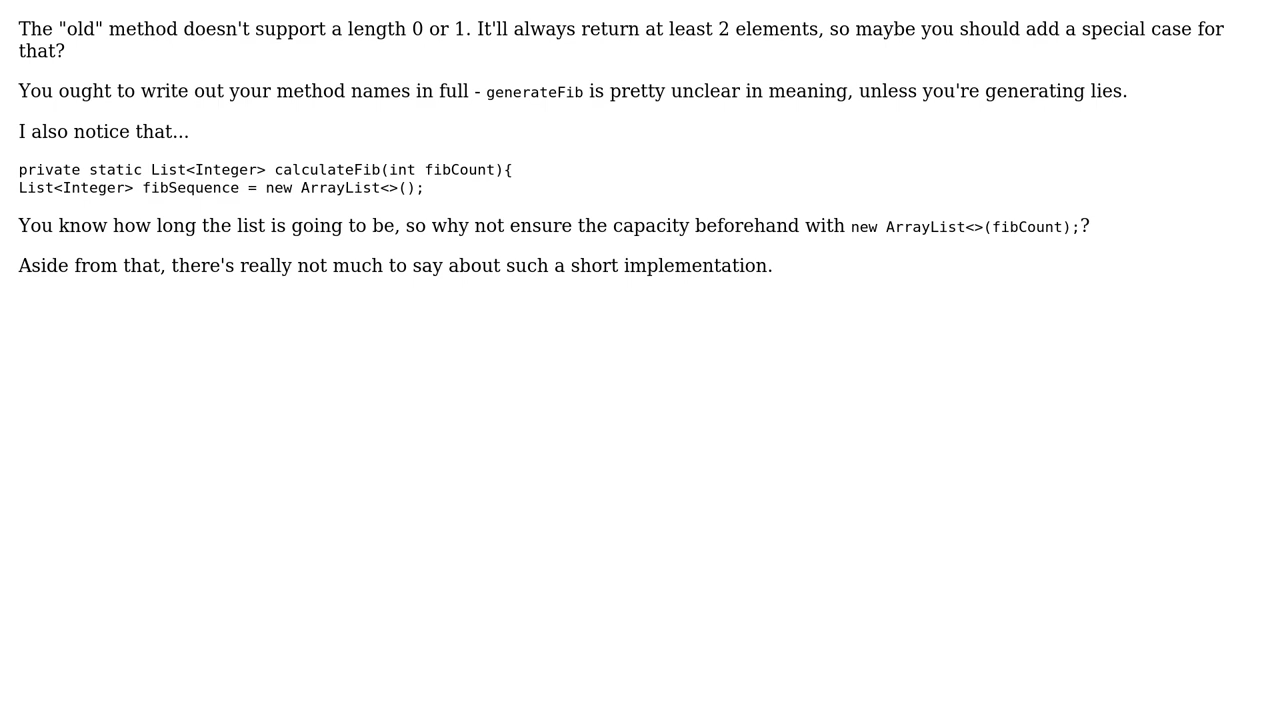 The "old" method doesn't support a length 0 or 1. It'll always return at least 2 elements, so maybe you should add a special case for
that?
You ought to write out your method names in full - generateFib is pretty unclear in meaning, unless you're generating lies.
I also notice that...
private static List<Integer> calculateFib(int fibCount){
List<Integer> fibSequence = new ArrayList<>();
You know how long the list is going to be, so why not ensure the capacity beforehand with new ArrayList<>(fibCount);?
Aside from that, there's really not much to say about such a short implementation.